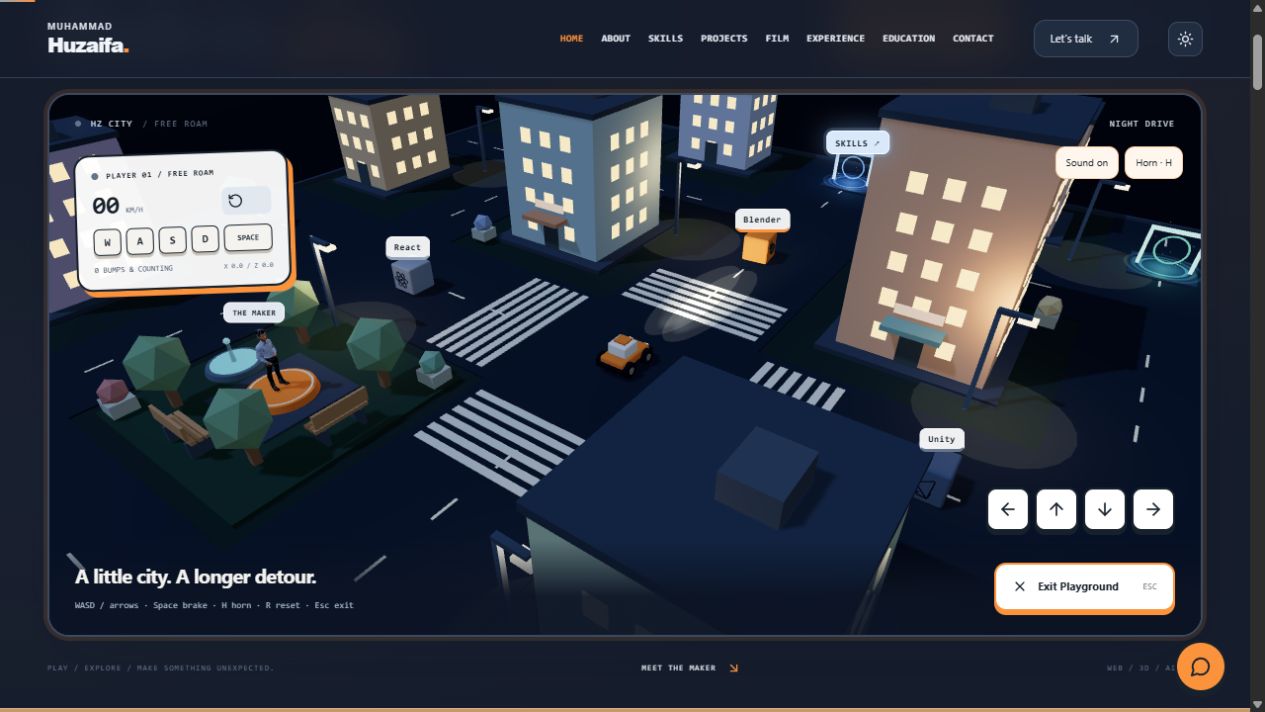 MUHAMMAD
Huzaifa.
HOME ABOUT SKILLS PROJECTS FILM EXPERIENCE EDUCATION CONTACT
Let's talk
HZ CITY / FREE ROAM
NIGHT DRIVE
SKILLS
Sound on
Horn · H
PLAYER 01 / FREE ROAM
00 KM/H
W A S D SPACE
0 BUMPS & COUNTING
X 0.0 / Z 0.0
Blender
React
THE MAKER
Unity
A little city. A longer detour.
WASD / arrows · Space brake · H horn · R reset · Esc exit
Exit Playground ESC
PLAY / EXPLORE / MAKE SOMETHING UNEXPECTED.
MEET THE MAKER
WEB / 3D / AI